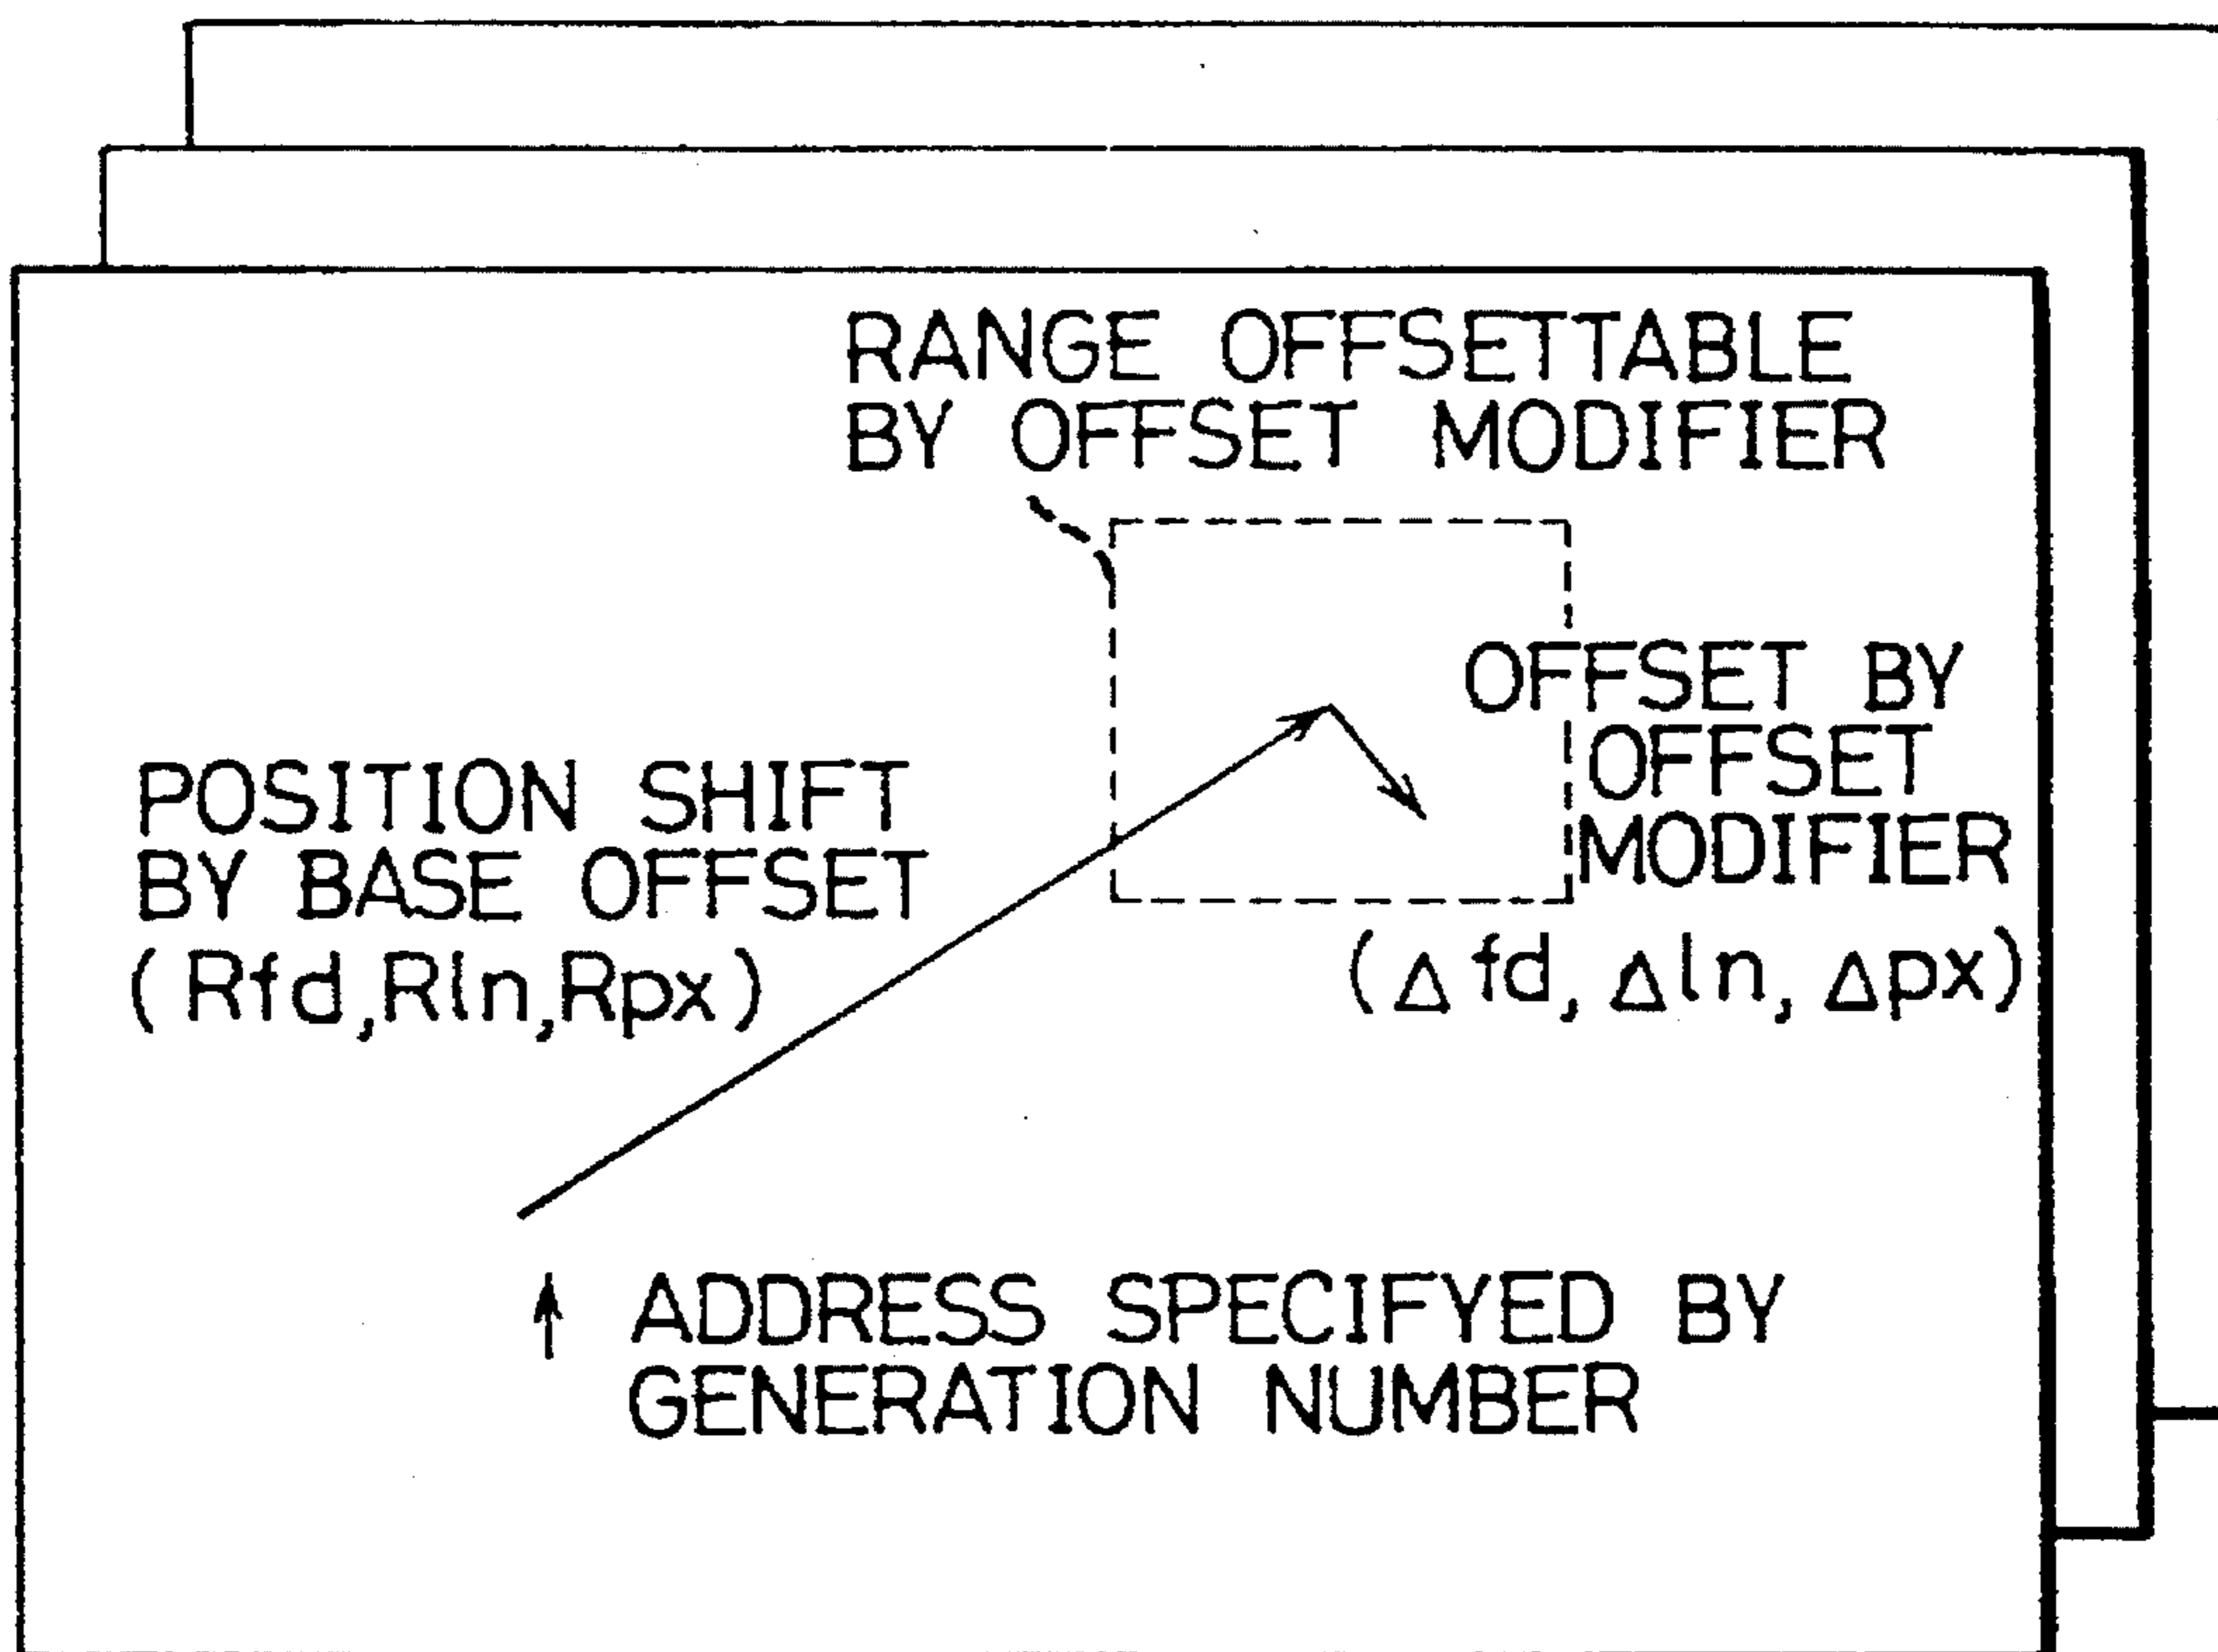 RANGE OFFSETTABLE
BY OFFSET MODIFIER
OFFSET BY
OFFSET
MODIFIER
(Δfd, Δln, Δpx)
POSITION SHIFT
BY BASE OFFSET
(Rfd,Rln,Rpx)
ADDRESS SPECIFYED BY
GENERATION NUMBER